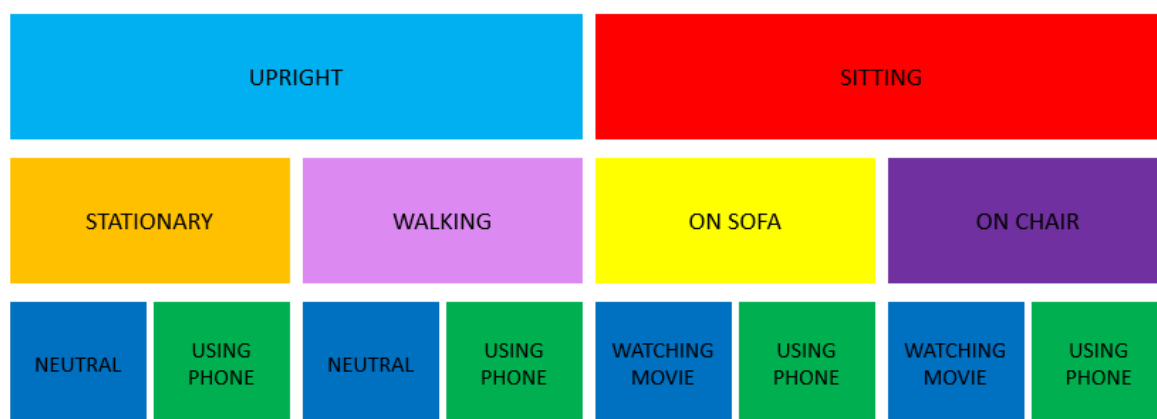 UPRIGHT
SITTING
STATIONARY
WALKING
ON SOFA
ON CHAIR
NEUTRAL
USING
PHONE
NEUTRAL
USING
PHONE
WATCHING
MOVIE
USING
PHONE
WATCHING
MOVIE
USING
PHONE